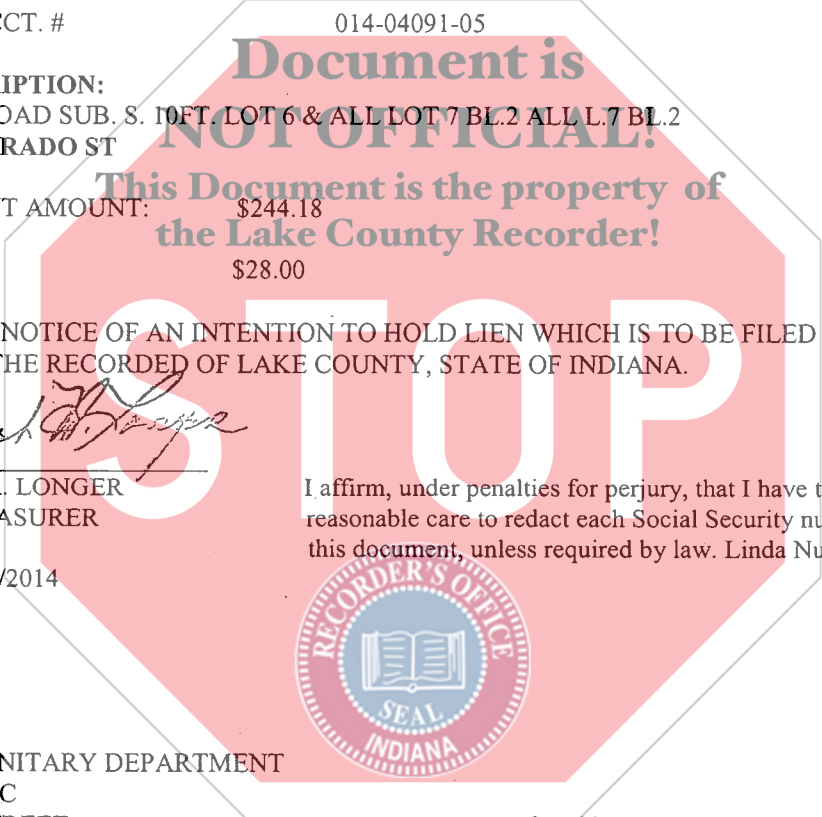 CCT. # 014-04091-05
Document is
IPTION:
OAD SUB. S. 10FT. LOT 6 & ALL LOT 7 BL.2 ALL L.7 BL.2
NOT OFFICIAL!
RADO ST
This Document is the property of
T AMOUNT: $244.18
the Lake County Recorder!
$28.00
STOP
NOTICE OF AN INTENTION TO HOLD LIEN WHICH IS TO BE FILED
THE RECORDED OF LAKE COUNTY, STATE OF INDIANA.
. LONGER I affirm, under penalties for perjury, that I have t
ASURER reasonable care to redact each Social Security nu
this document, unless required by law. Linda Nu
/2014
RECORDER'S OFFICE
SEAL
INDIANA
NITARY DEPARTMENT
C